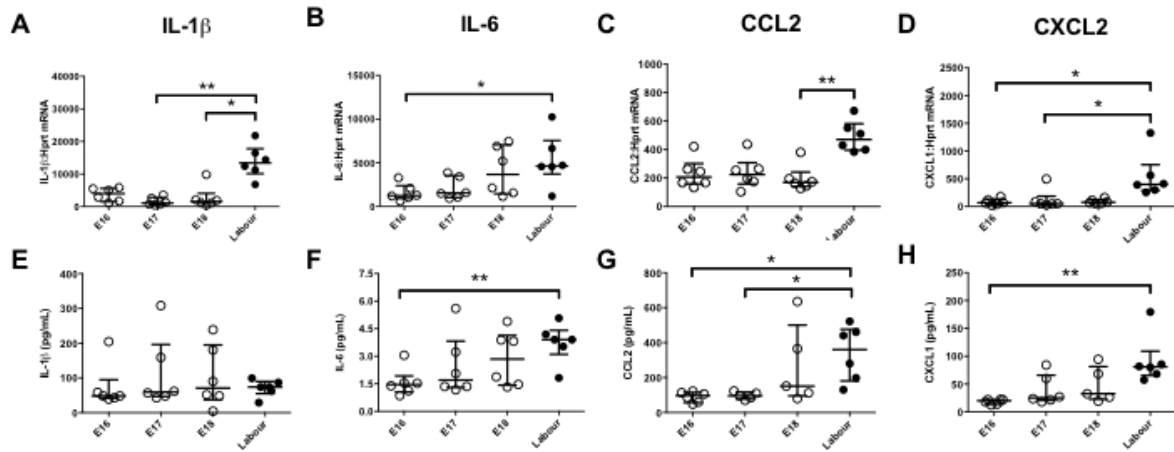 A IL-1β
B IL-6
C CCL2
D CXCL2
IL-1β:Hprt mRNA
40000
30000
20000
10000
0
**
*
E16
E17
E18
Labour
IL-6:Hprt mRNA
15000
10000
5000
0
*
E16
E17
E18
Labour
CCL2:Hprt mRNA
1000
800
600
400
200
0
**
E16
E17
E18
Labour
CXCL1:Hprt mRNA
2000
1500
1000
500
0
*
*
E16
E17
E18
Labour
E
IL-1β (pg/mL)
400
300
200
100
0
E16
E17
E18
Labour
F
IL-6 (pg/mL)
7.5
6.0
4.5
3.0
1.5
0.0
**
E16
E17
E10
Labour
G
CCL2 (pg/mL)
800
600
400
200
0
*
*
E16
E17
E18
Labour
H
CXCL1 (pg/mL)
250
200
150
100
50
0
**
E16
E17
E18
Labour